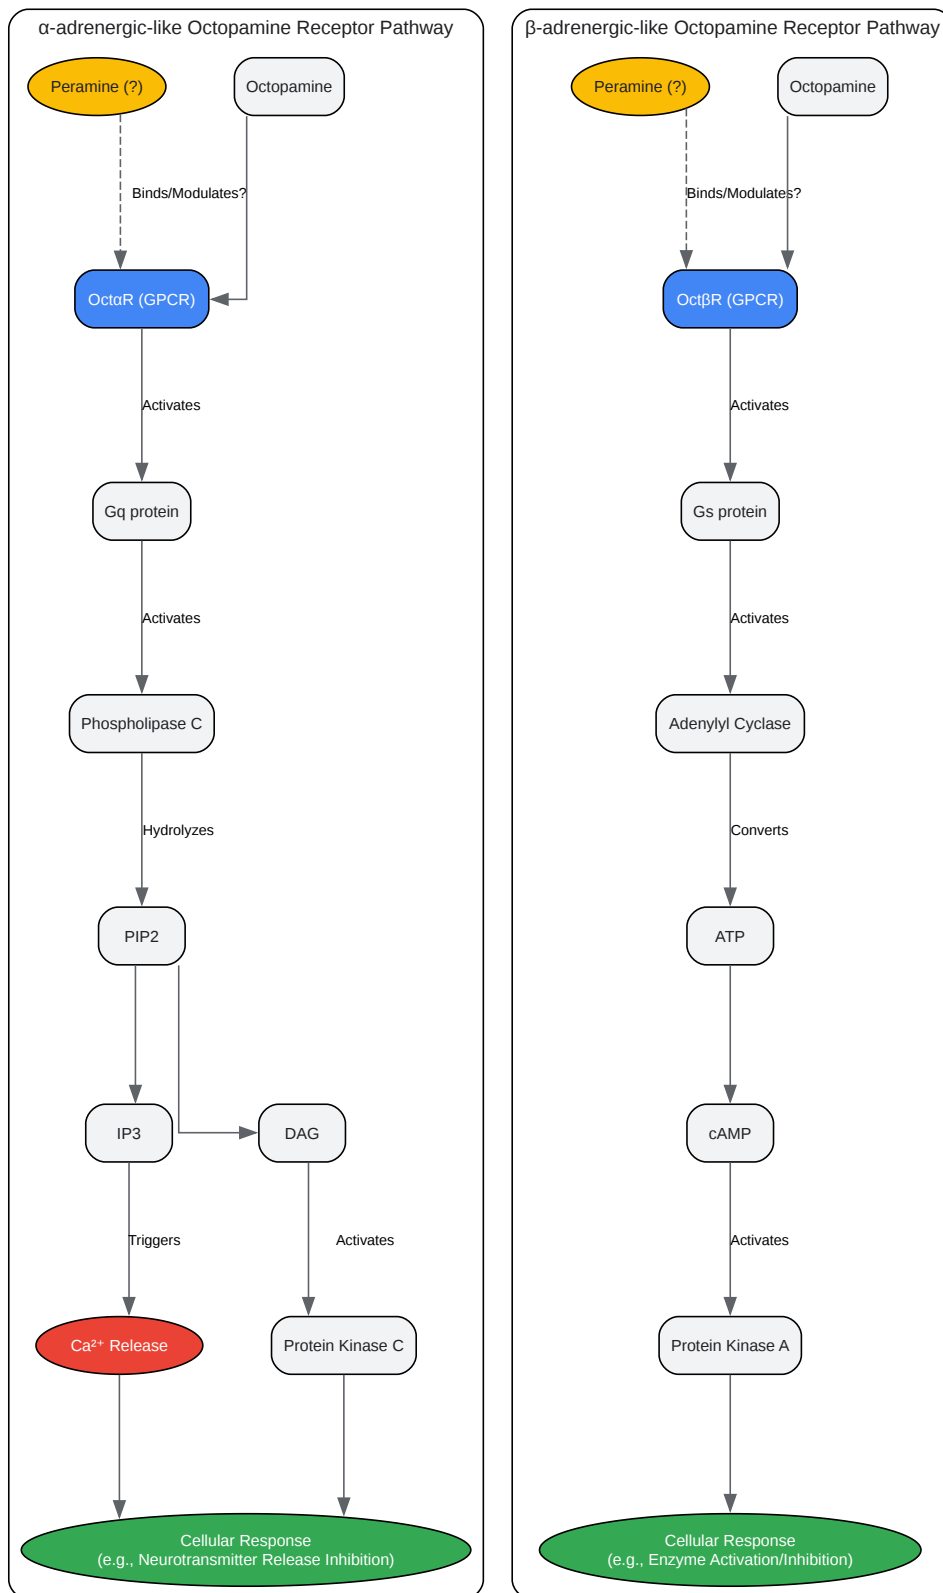 α-adrenergic-like Octopamine Receptor Pathway
Peramine (?)
Octopamine
Binds/Modulates?
OctαR (GPCR)
Activates
Gq protein
Activates
Phospholipase C
Hydrolyzes
PIP2
IP3
DAG
Triggers
Activates
Ca²⁺ Release
Protein Kinase C
Cellular Response
(e.g., Neurotransmitter Release Inhibition)
β-adrenergic-like Octopamine Receptor Pathway
Peramine (?)
Octopamine
Binds/Modulates?
OctβR (GPCR)
Activates
Gs protein
Activates
Adenylyl Cyclase
Converts
ATP
cAMP
Activates
Protein Kinase A
Cellular Response
(e.g., Enzyme Activation/Inhibition)